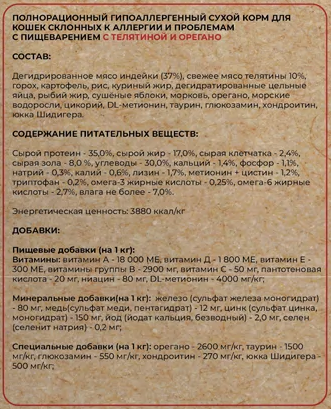 ПОЛНОРАЦИОННЫЙ ГИПОАЛЛЕРГЕННЫЙ СУХОЙ КОРМ ДЛЯ
КОШЕК СКЛОННЫХ К АЛЛЕРГИИ И ПРОБЛЕМАМ
С ПИЩЕВАРЕНИЕМ С ТЕЛЯТИНОЙ И ОРЕГАНО
СОСТАВ:
Дегидрированное мясо индейки (37%), свежее мясо телятины 10%,
горох, картофель, рис, куриный жир, дегидратированные цельные
яйца, рыбий жир, сушёные яблоки, морковь, орегано, морские
водоросли, цикорий, DL-метионин, таурин, глюкозамин, хондроитин,
юкка Шидигера.
СОДЕРЖАНИЕ ПИТАТЕЛЬНЫХ ВЕЩЕСТВ:
Сырой протеин - 35,0%, сырой жир - 17,0%, сырая клетчатка - 2,4%,
сырая зола - 8,0 %, углеводы - 30,0%, кальций - 1,4%, фосфор - 1,1%,
натрий - 0,3%, калий - 0,6%, лизин - 1,7%, метионин + цистин - 1,2%,
триптофан - 0,2%, омега-3 жирные кислоты - 0,25%, омега-6 жирные
кислоты - 2,7%, влага не более - 7,0%.
Энергетическая ценность: 3880 ккал/кг
ДОБАВКИ:
Пищевые добавки (на 1 кг):
Витамины: витамин А - 18 000 МЕ, витамин Д - 1 800 МЕ, витамин Е -
300 МЕ, витамины группы В - 2900 мг, витамин С - 50 мг, пантотеновая
кислота - 20 мг, ниацин - 80 мг, DL-метионин - 4000 мг/кг;
Минеральные добавки(на 1 кг): железо (сульфат железа моногидрат)
- 80 мг, медь(сульфат меди, пентагидрат) - 12 мг, цинк (сульфат цинка,
моногидрат) - 150 мг, йод (йодат кальция, безводный) - 2,0 мг, селен
(селенит натрия) - 0,2 мг;
Специальные добавки (на 1 кг): орегано - 2600 мг/кг, таурин - 1500
мг/кг, глюкозамин - 550 мг/кг, хондроитин - 270 мг/кг, юкка Шидигера -
500 мг/кг;